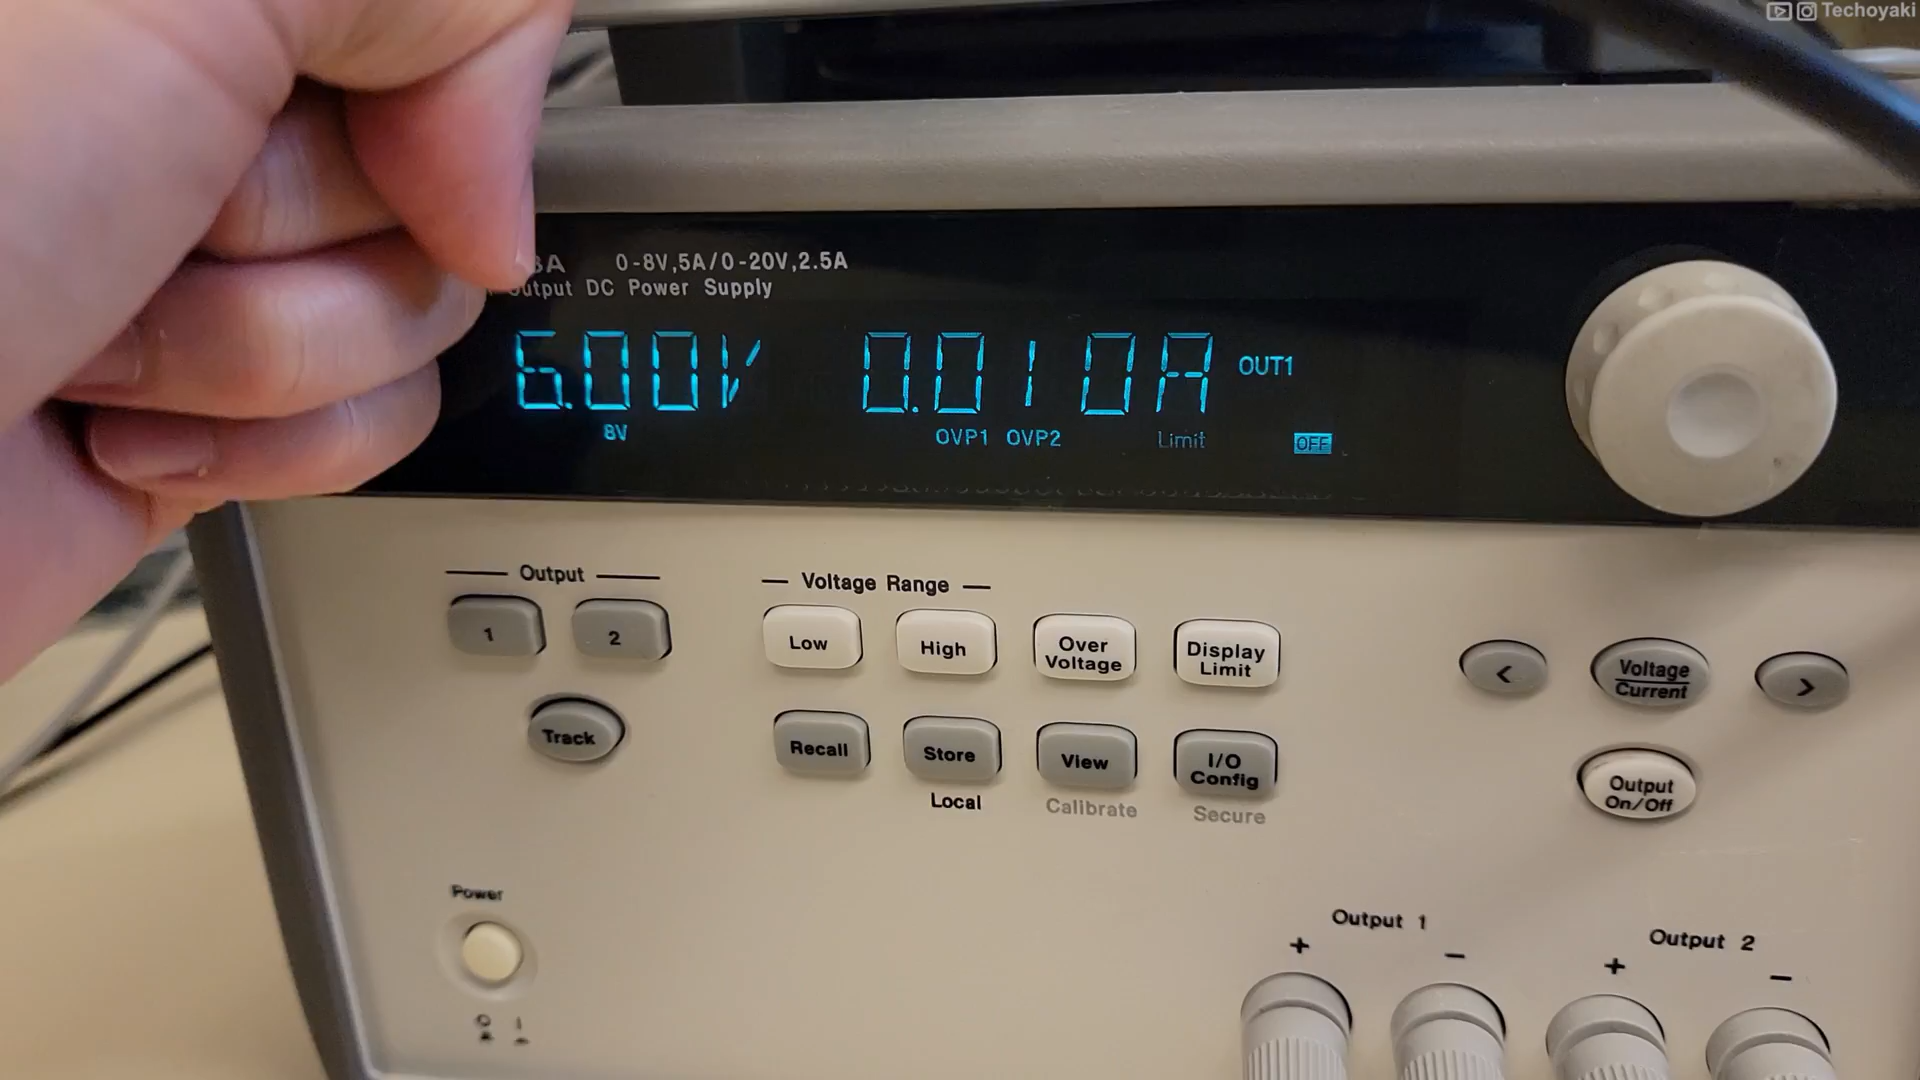 Techoyaki
0-8V,5A/0-20V,2.5A
DC Power Supply
6.00V 0.010A OUT1
8V OVP1 OVP2 Limit OFF
Output
Voltage Range
1 2 Low High Over Voltage Display Limit
< Voltage Current >
Track Recall Store View I/O Config Output On/Off
Local Calibrate Secure
Power
Output 1
+ -
Output 2
+ -